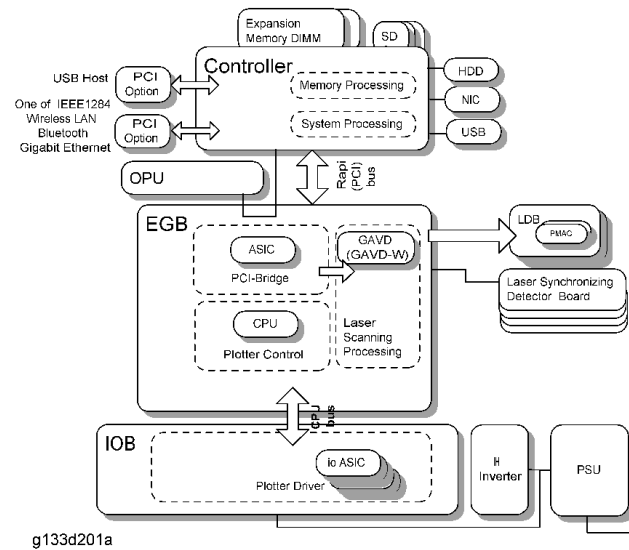 Expansion
Memory DIMM
SD
Controller
Memory Processing
System Processing
HDD
NIC
USB
USB Host
PCI
Option
One of IEEE1284
Wireless LAN
Bluetooth
Gigabit Ethernet
PCI
Option
Rapi
(PCI)
bus
OPU
EGB
ASIC
PCI-Bridge
GAVD
(GAVD-W)
CPU
Plotter Control
Laser
Scanning
Processing
LDB
PMAC
Laser Synchronizing
Detector Board
CPU
bus
IOB
io ASIC
Plotter Driver
H
Inverter
PSU
g133d201a